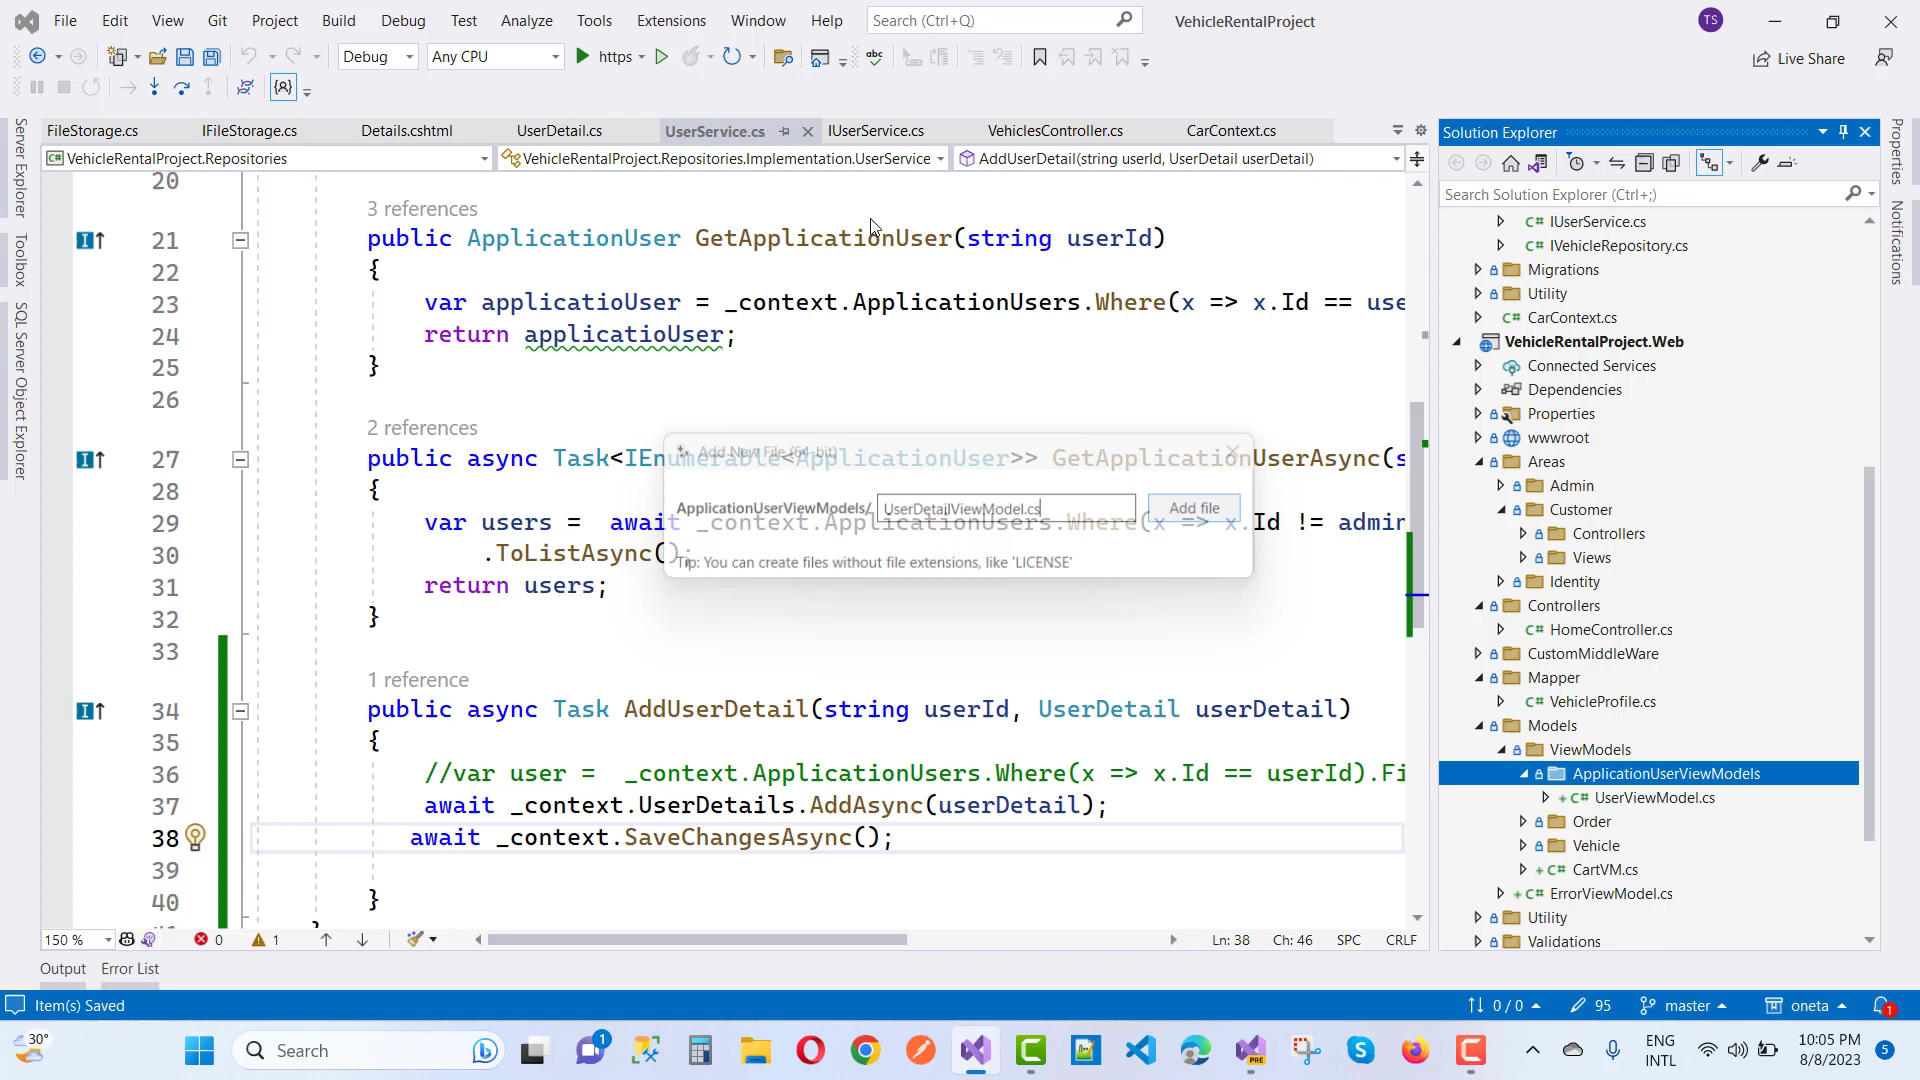 File Edit View Git Project Build Debug Test Analyze Tools Extensions Window Help Search (Ctrl+Q) VehicleRentalProject TS
Debug Any CPU https Live Share
FileStorage.cs IFileStorage.cs Details.cshtml UserDetail.cs UserService.cs IUserService.cs VehiclesController.cs CarContext.cs
VehicleRentalProject.Repositories VehicleRentalProject.Repositories.Implementation.UserService AddUserDetail(string userId, UserDetail userDetail)
Server Explorer
Toolbox
SQL Server Object Explorer
20
3 references
21 public ApplicationUser GetApplicationUser(string userId)
22 {
23 var applicatioUser = _context.ApplicationUsers.Where(x => x.Id == use
24 return applicatioUser;
25 }
26
2 references
27 public async Task<IEnumerable<ApplicationUser>> GetApplicationUserAsync(s
28 {
29 var users = await _context.ApplicationUsers.Where(x => x.Id != admin
30 .ToListAsync();
31 return users;
32 }
33
1 reference
34 public async Task AddUserDetail(string userId, UserDetail userDetail)
35 {
36 //var user = _context.ApplicationUsers.Where(x => x.Id == userId).Fi
37 await _context.UserDetails.AddAsync(userDetail);
38 await _context.SaveChangesAsync();
39
40 }
Add New File (64-bit)
ApplicationUserViewModels/ UserDetailViewModel.cs Add file
Tip: You can create files without file extensions, like 'LICENSE'
150 % 0 1 Ln: 38 Ch: 46 SPC CRLF
Output Error List
Solution Explorer
Search Solution Explorer (Ctrl+;)
C# IUserService.cs
C# IVehicleRepository.cs
Migrations
Utility
C# CarContext.cs
VehicleRentalProject.Web
Connected Services
Dependencies
Properties
wwwroot
Areas
Admin
Customer
Controllers
Views
Identity
Controllers
C# HomeController.cs
CustomMiddleWare
Mapper
C# VehicleProfile.cs
Models
ViewModels
ApplicationUserViewModels
+ C# UserViewModel.cs
Order
Vehicle
+ C# CartVM.cs
+ C# ErrorViewModel.cs
Utility
Validations
Properties
Notifications
Item(s) Saved 0 / 0 95 master oneta 1
30° Search 1 PRE ENG INTL 10:05 PM 8/8/2023 5